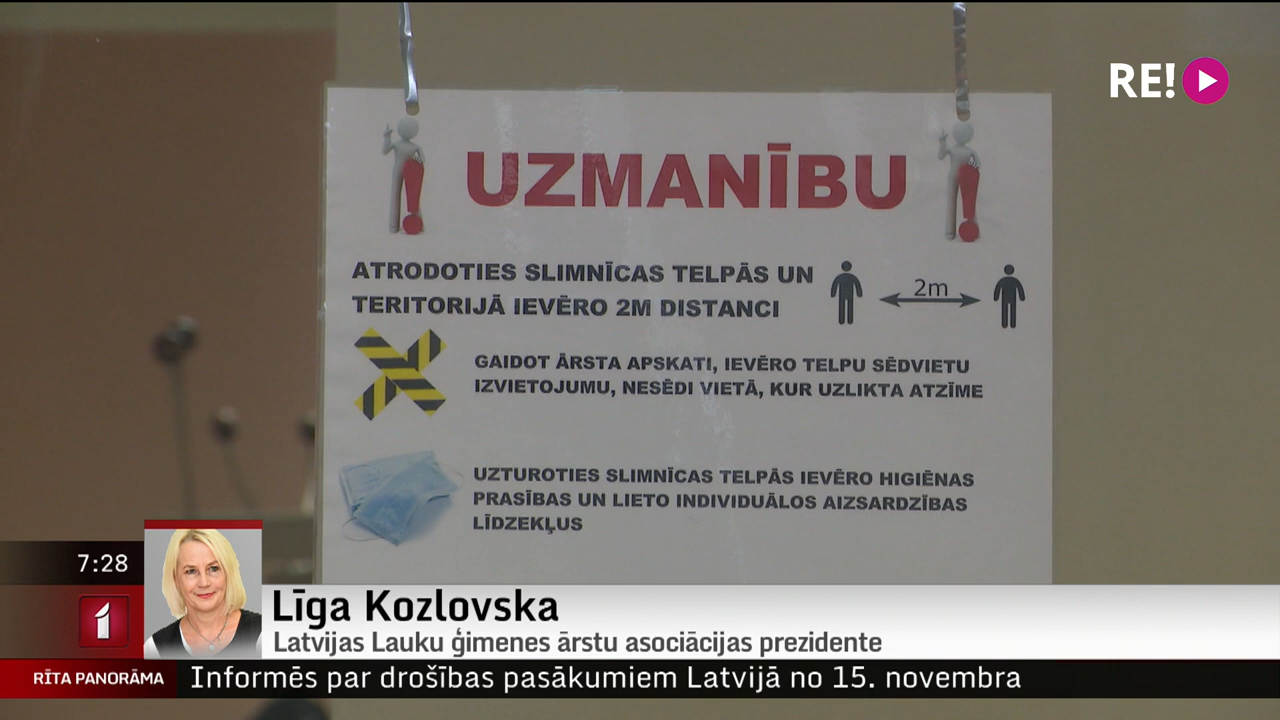 RE!
UZMANĪBU
ATRODOTIES SLIMNĪCAS TELPĀS UN
TERITORIJĀ IEVĒRO 2M DISTANCI
2m
GAIDOT ĀRSTA APSKATI, IEVĒRO TELPU SĒDVIETU
IZVIETOJUMU, NESĒDI VIETĀ, KUR UZLIKTA ATZĪME
UZTUROTIES SLIMNĪCAS TELPĀS IEVĒRO HIGIĒNAS
PRASĪBAS UN LIETO INDIVIDUĀLOS AIZSARDZĪBAS
LĪDZEKĻUS
7:28
1
Līga Kozlovska
Latvijas Lauku ģimenes ārstu asociācijas prezidente
RĪTA PANORĀMA
Informēs par drošības pasākumiem Latvijā no 15. novembra